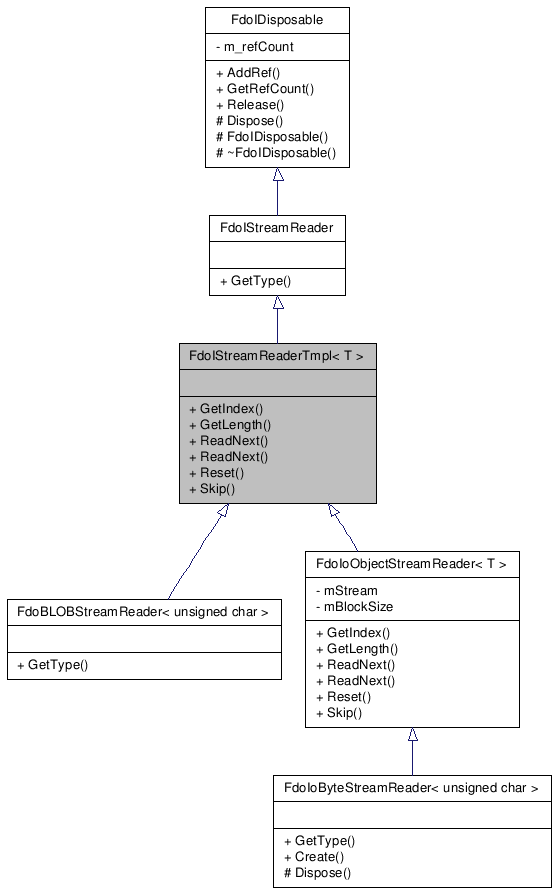 FdoIDisposable
- m_refCount
+ AddRef()
+ GetRefCount()
+ Release()
# Dispose()
# FdoIDisposable()
# ~FdoIDisposable()
FdoIStreamReader
+ GetType()
FdoIStreamReaderTmpl< T >
+ GetIndex()
+ GetLength()
+ ReadNext()
+ ReadNext()
+ Reset()
+ Skip()
FdoBLOBStreamReader< unsigned char >
+ GetType()
FdoIoObjectStreamReader< T >
- mStream
- mBlockSize
+ GetIndex()
+ GetLength()
+ ReadNext()
+ ReadNext()
+ Reset()
+ Skip()
FdoIoByteStreamReader< unsigned char >
+ GetType()
+ Create()
# Dispose()